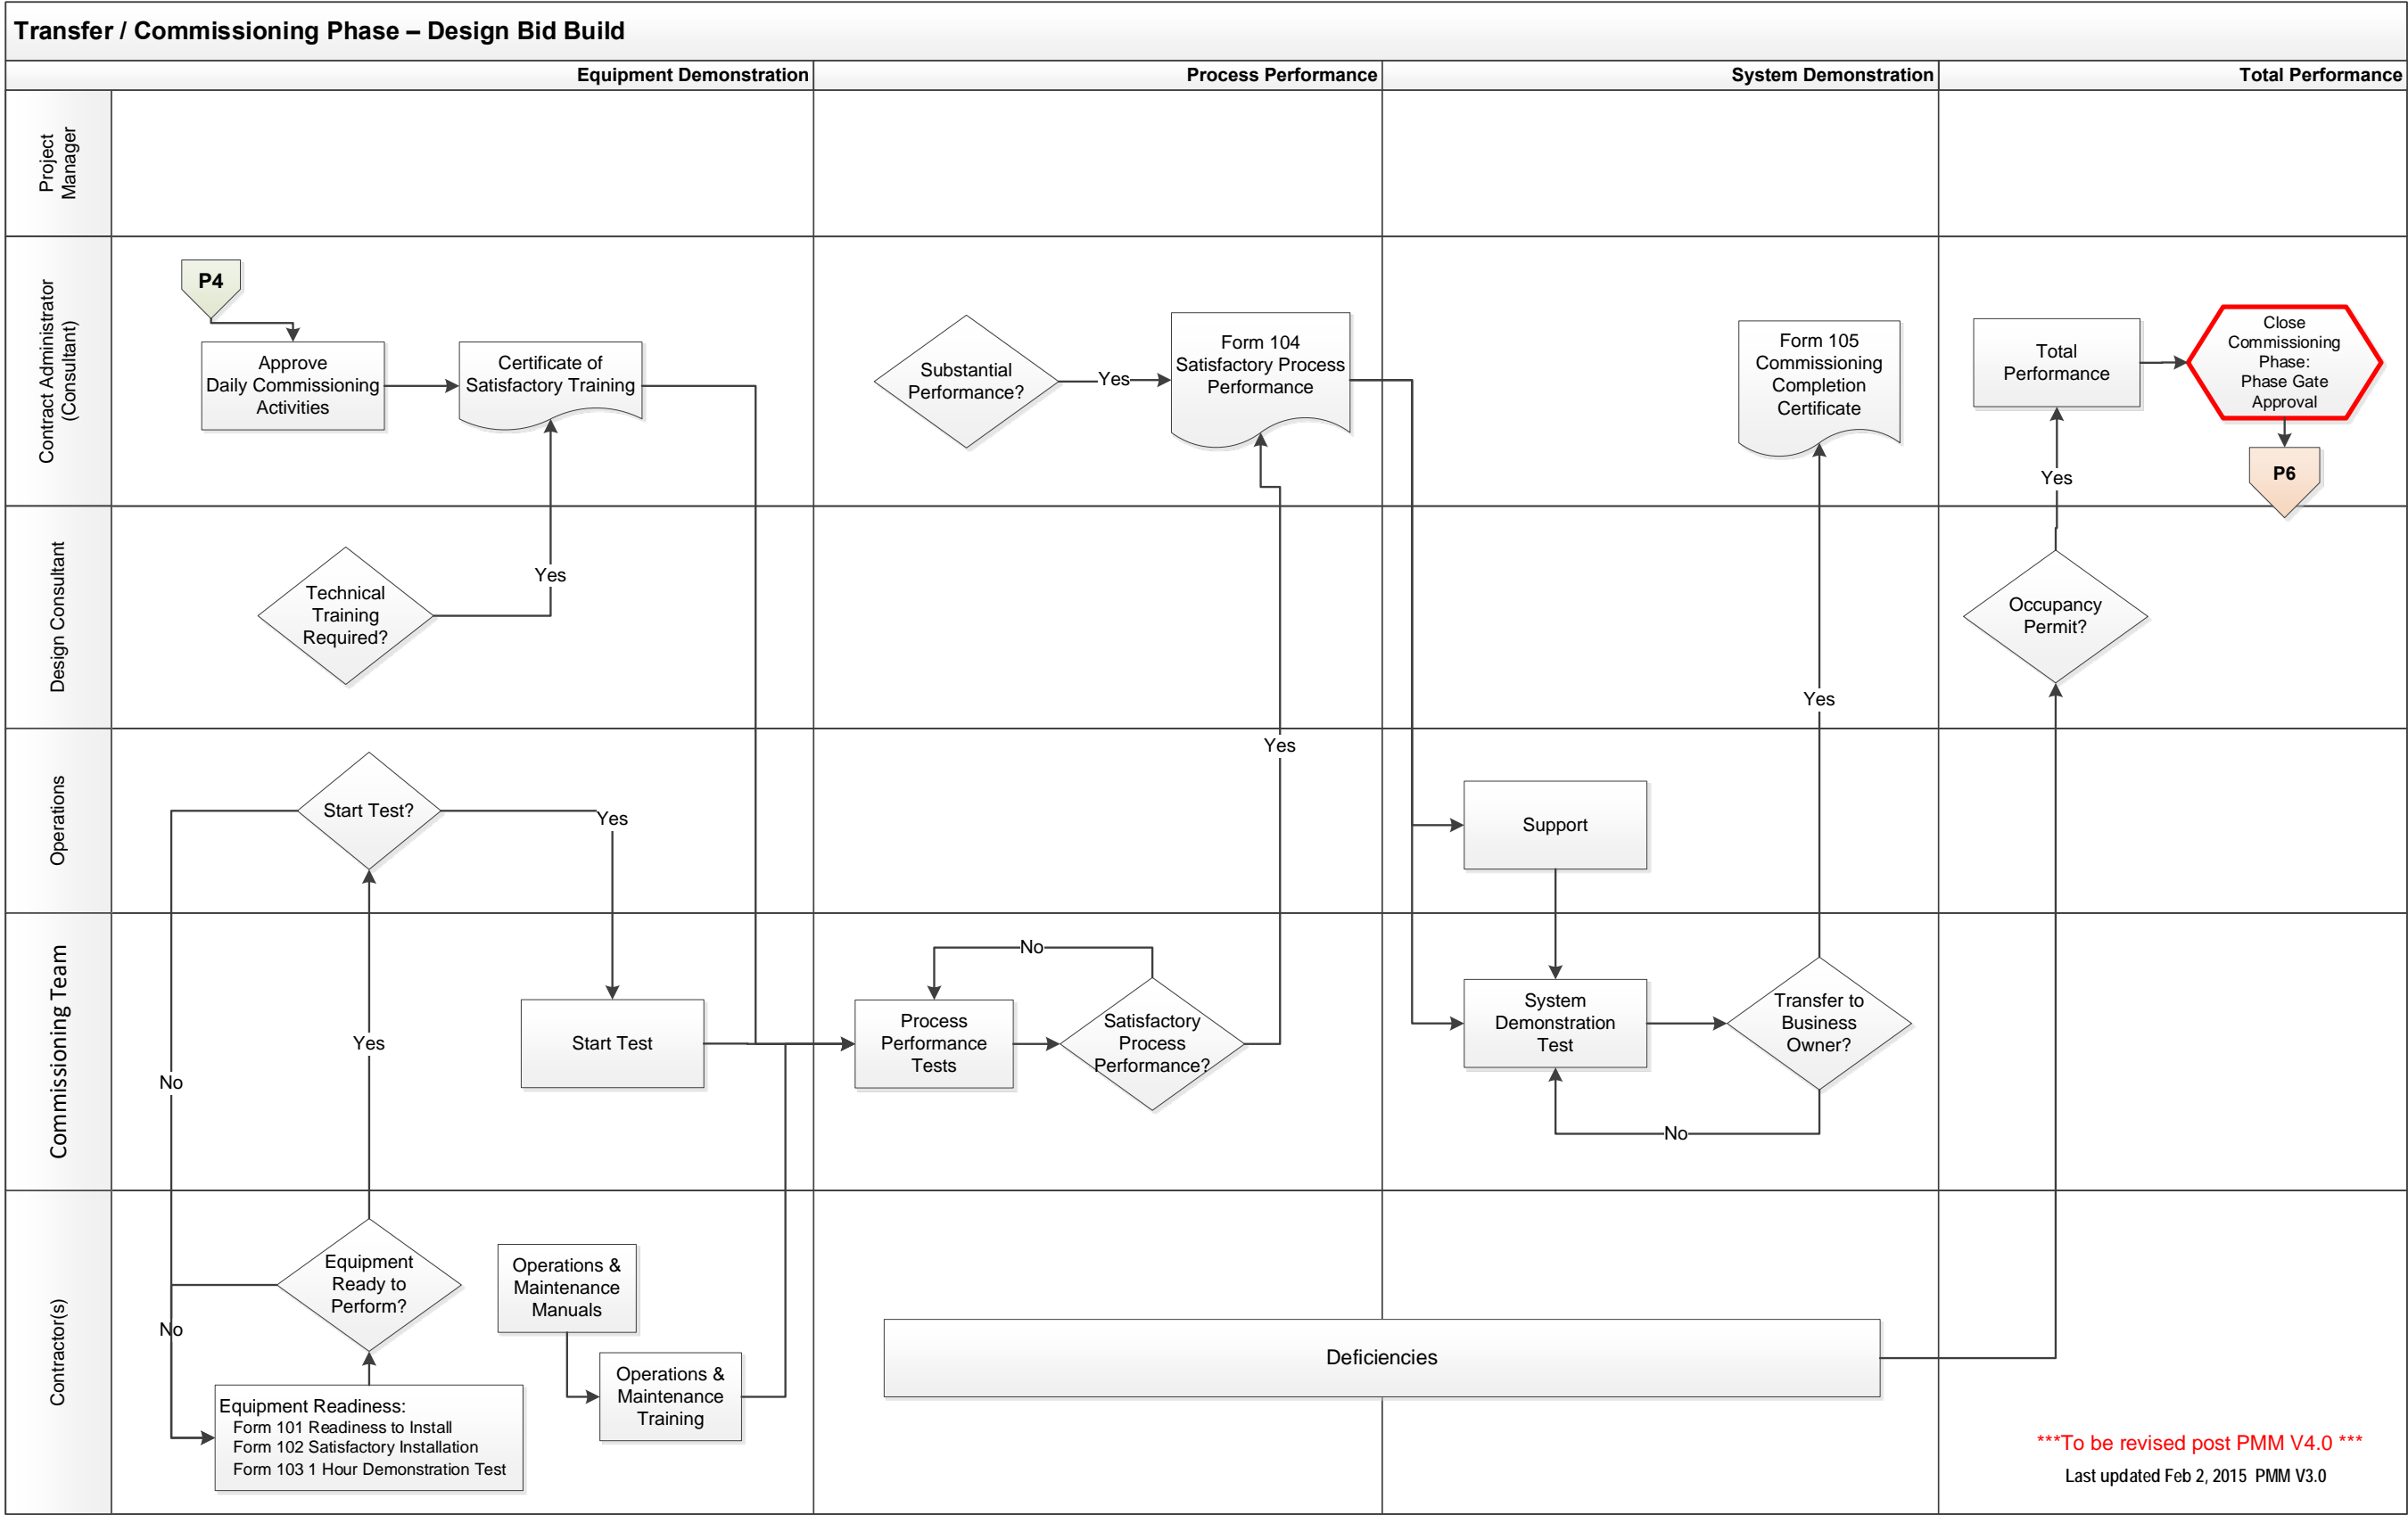 Transfer / Commissioning Phase – Design Bid Build
Equipment Demonstration
Process Performance
System Demonstration
Total Performance
Project
Manager
Contract Administrator
(Consultant)
P4
Approve
Daily Commissioning
Activities
Certificate of
Satisfactory Training
Substantial
Performance?
Yes
Form 104
Satisfactory Process
Performance
Form 105
Commissioning
Completion
Certificate
Total
Performance
Close
Commissioning
Phase:
Phase Gate
Approval
Yes
P6
Design Consultant
Technical
Training
Required?
Yes
Yes
Occupancy
Permit?
Operations
Start Test?
Yes
Yes
Support
Commissioning Team
No
Yes
Start Test
No
Process
Performance
Tests
Satisfactory
Process
Performance?
System
Demonstration
Test
Transfer to
Business
Owner?
No
Contractor(s)
Equipment
Ready to
Perform?
No
Operations &
Maintenance
Manuals
Operations &
Maintenance
Training
Deficiencies
Equipment Readiness:
Form 101 Readiness to Install
Form 102 Satisfactory Installation
Form 103 1 Hour Demonstration Test
***To be revised post PMM V4.0 ***
Last updated Feb 2, 2015 PMM V3.0